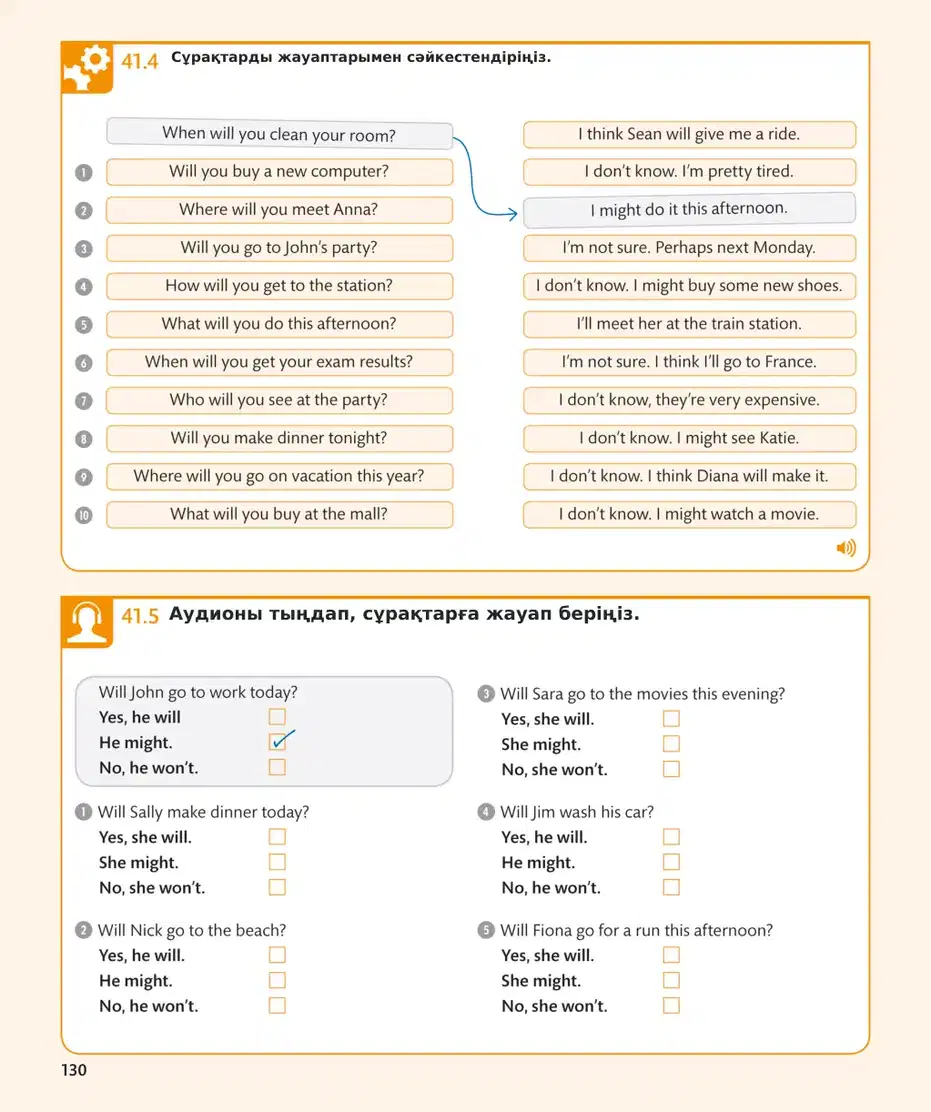 41.4 Сұрақтарды жауаптарымен сәйкестендіріңіз.
When will you clean your room?
I think Sean will give me a ride.
1 Will you buy a new computer?
I don't know. I'm pretty tired.
2 Where will you meet Anna?
I might do it this afternoon.
3 Will you go to John's party?
I'm not sure. Perhaps next Monday.
4 How will you get to the station?
I don't know. I might buy some new shoes.
5 What will you do this afternoon?
I'll meet her at the train station.
6 When will you get your exam results?
I'm not sure. I think I'll go to France.
7 Who will you see at the party?
I don't know, they're very expensive.
8 Will you make dinner tonight?
I don't know. I might see Katie.
9 Where will you go on vacation this year?
I don't know. I think Diana will make it.
10 What will you buy at the mall?
I don't know. I might watch a movie.
41.5 Аудионы тыңдап, сұрақтарға жауап беріңіз.
Will John go to work today?
Yes, he will
He might.
No, he won't.
1 Will Sally make dinner today?
Yes, she will.
She might.
No, she won't.
2 Will Nick go to the beach?
Yes, he will.
He might.
No, he won't.
3 Will Sara go to the movies this evening?
Yes, she will.
She might.
No, she won't.
4 Will Jim wash his car?
Yes, he will.
He might.
No, he won't.
5 Will Fiona go for a run this afternoon?
Yes, she will.
She might.
No, she won't.
130